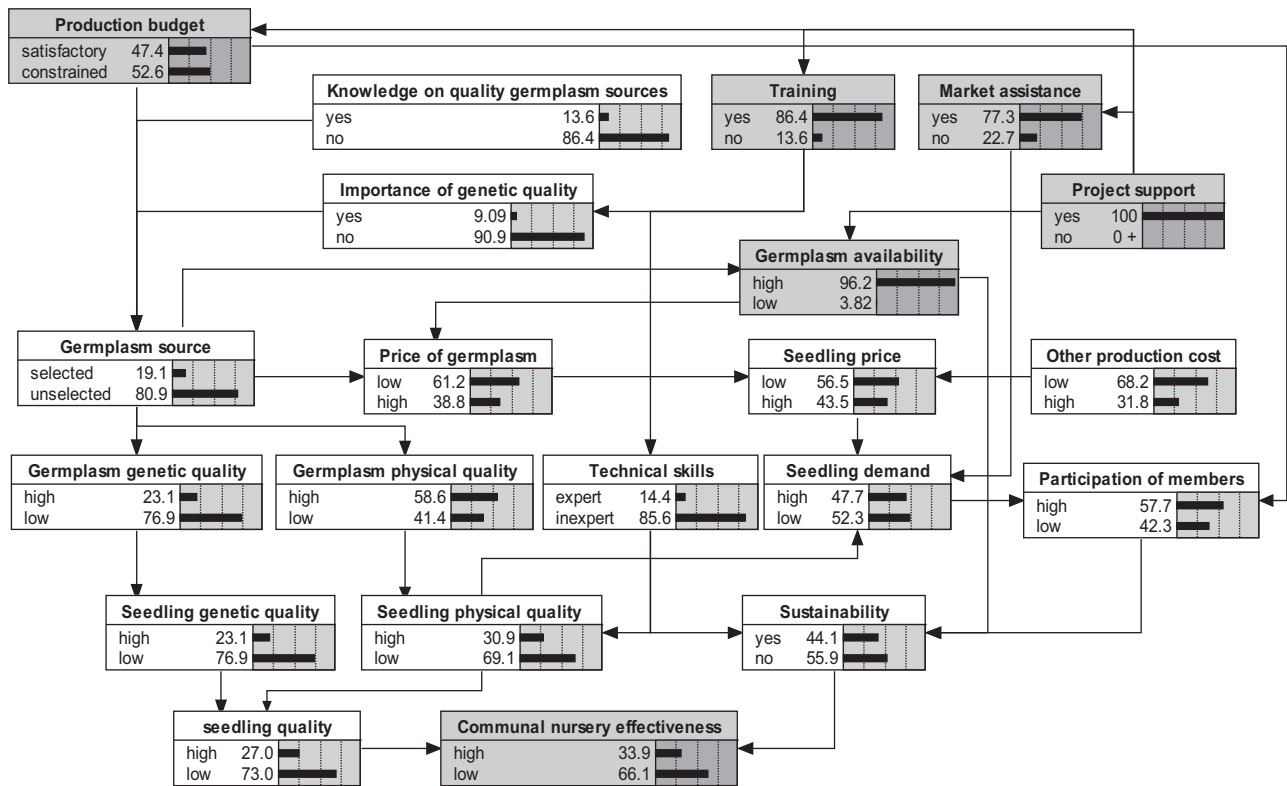 Production budget
satisfactory 47.4
constrained 52.6
Knowledge on quality germplasm sources
yes 13.6
no 86.4
Training
yes 86.4
no 13.6
Market assistance
yes 77.3
no 22.7
Importance of genetic quality
yes 9.09
no 90.9
Project support
yes 100
no 0 +
Germplasm availability
high 96.2
low 3.82
Germplasm source
selected 19.1
unselected 80.9
Price of germplasm
low 61.2
high 38.8
Seedling price
low 56.5
high 43.5
Other production cost
low 68.2
high 31.8
Germplasm genetic quality
high 23.1
low 76.9
Germplasm physical quality
high 58.6
low 41.4
Technical skills
expert 14.4
inexpert 85.6
Seedling demand
high 47.7
low 52.3
Participation of members
high 57.7
low 42.3
Seedling genetic quality
high 23.1
low 76.9
Seedling physical quality
high 30.9
low 69.1
Sustainability
yes 44.1
no 55.9
seedling quality
high 27.0
low 73.0
Communal nursery effectiveness
high 33.9
low 66.1